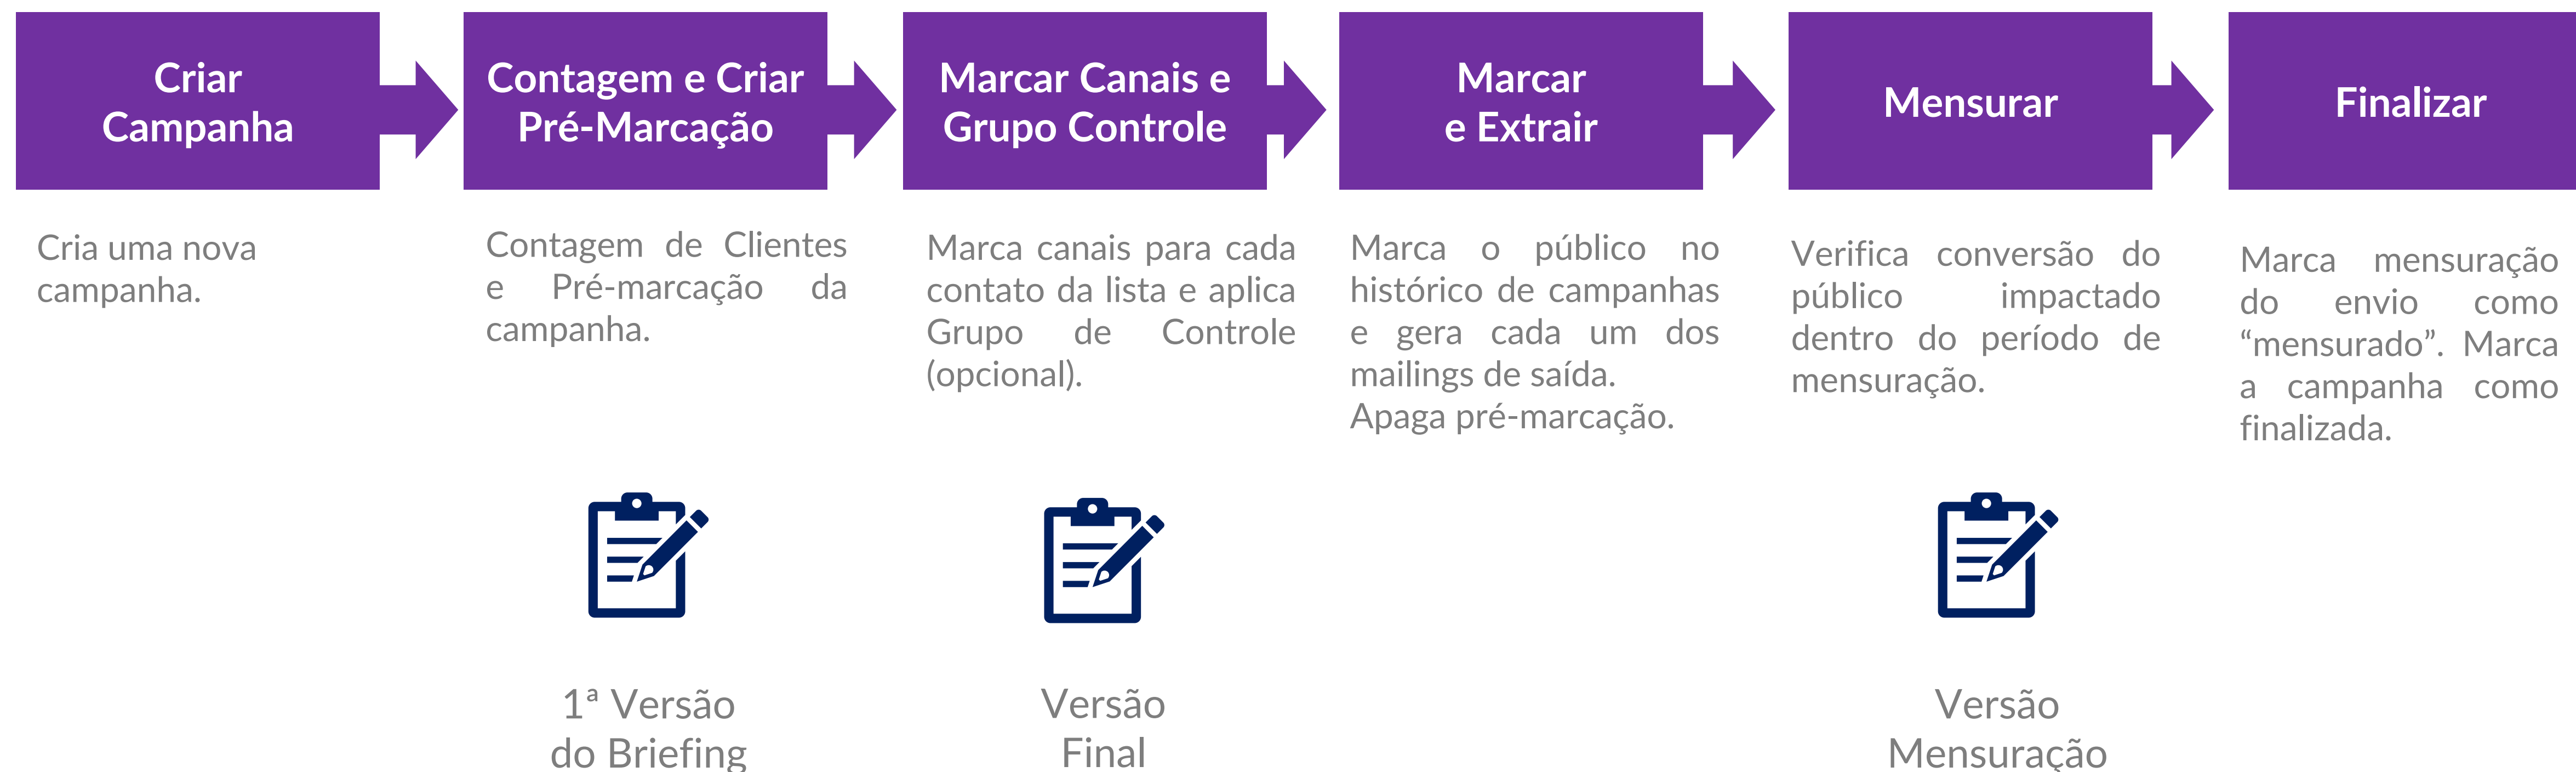 Criar
Campanha
Contagem e Criar
Pré-Marcação
Marcar Canais e
Grupo Controle
Marcar
e Extrair
Mensurar
Finalizar
Cria uma nova
campanha.
Contagem de Clientes
e Pré-marcação da
campanha.
Marca canais para cada
contato da lista e aplica
Grupo de Controle
(opcional).
Marca o público no
histórico de campanhas
e gera cada um dos
mailings de saída.
Apaga pré-marcação.
Verifica conversão do
público impactado
dentro do período de
mensuração.
Marca mensuração
do envio como
“mensurado”. Marca
a campanha como
finalizada.
1ª Versão
do Briefing
Versão
Final
Versão
Mensuração